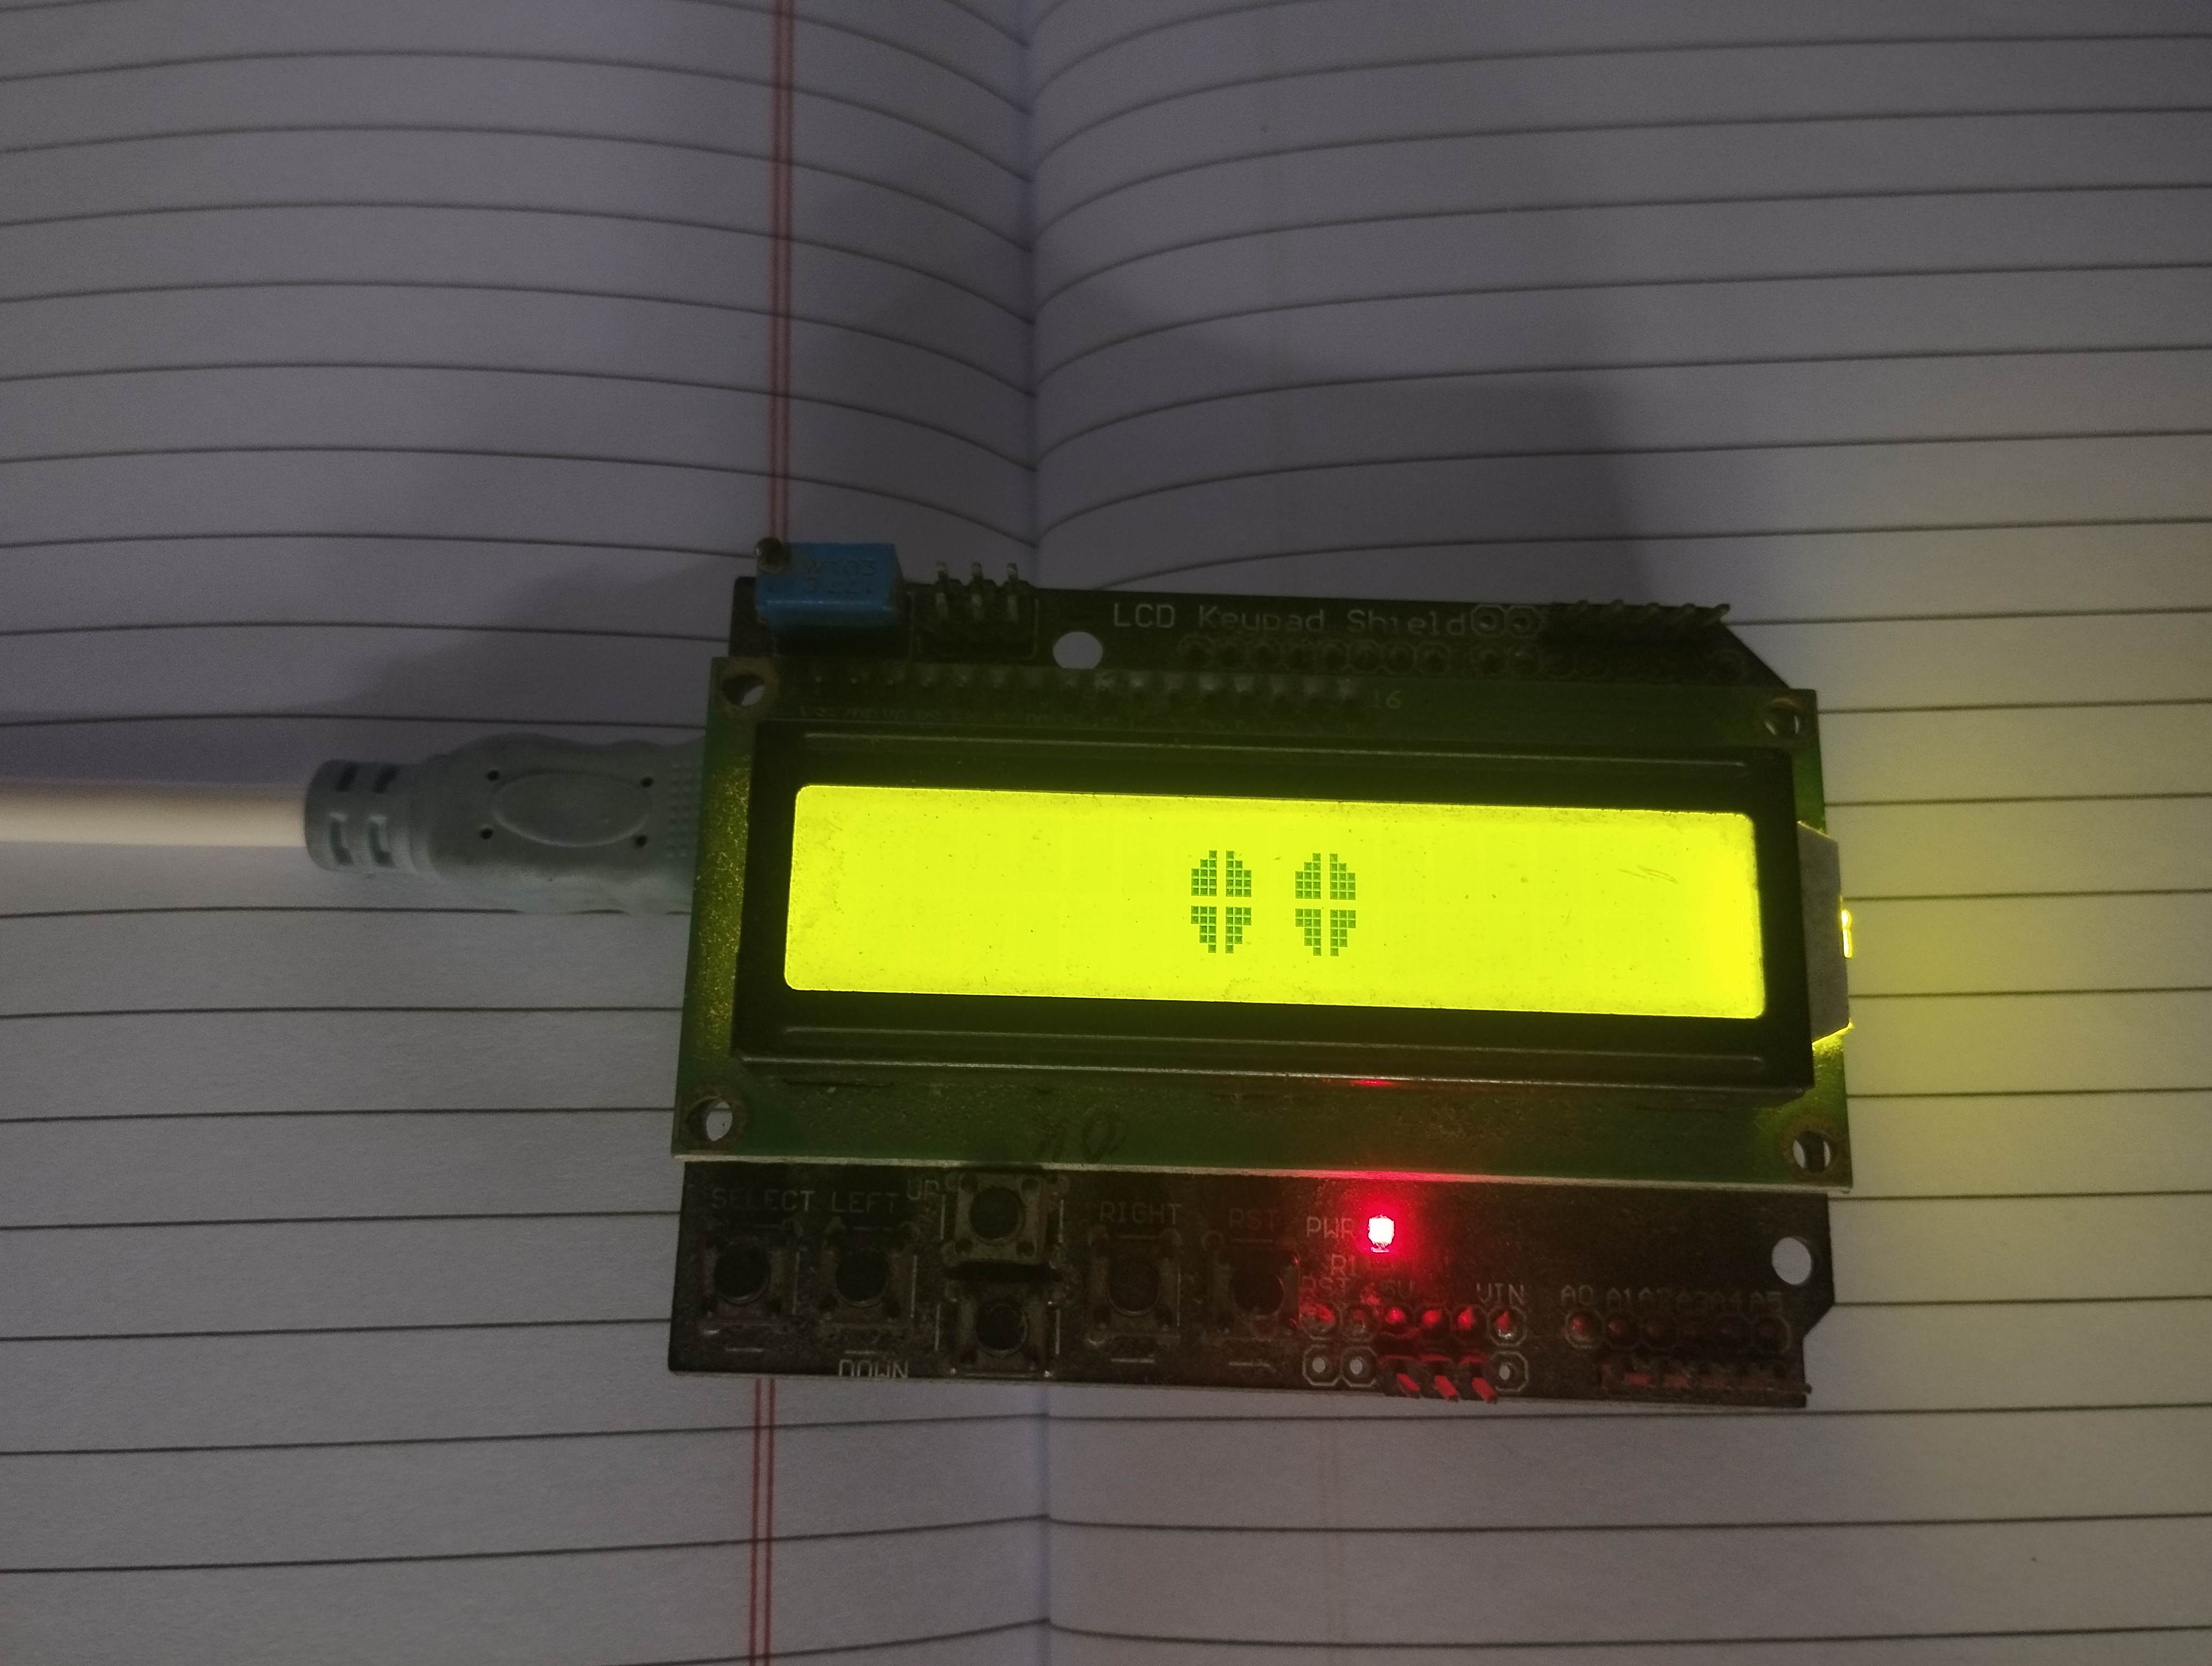 LCD Keypad Shield
16
SELECT LEFT UP RIGHT RST PWR
RST 5V VIN A0 A1 A2 A3 A4 A5
DOWN